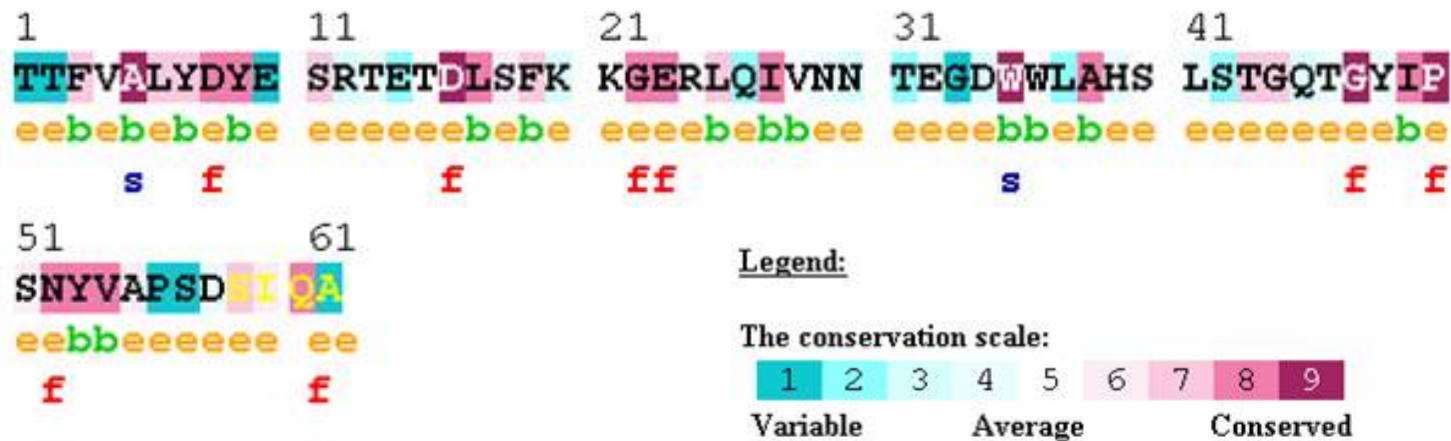 1 11 21 31 41
TTFVALYDYE SRTETDLSFK KGERLQIVNN TEGDWWLAHS LSTGQTGYIP
eebebebebe eeeeeebebe eeeebebbee eeeebbebee eeeeeeeebe
s f f ff s f f
51 61
SNYVAPSDSI QA
eebbeeeeee ee
f f
Legend:
The conservation scale:
1 2 3 4 5 6 7 8 9
Variable Average Conserved